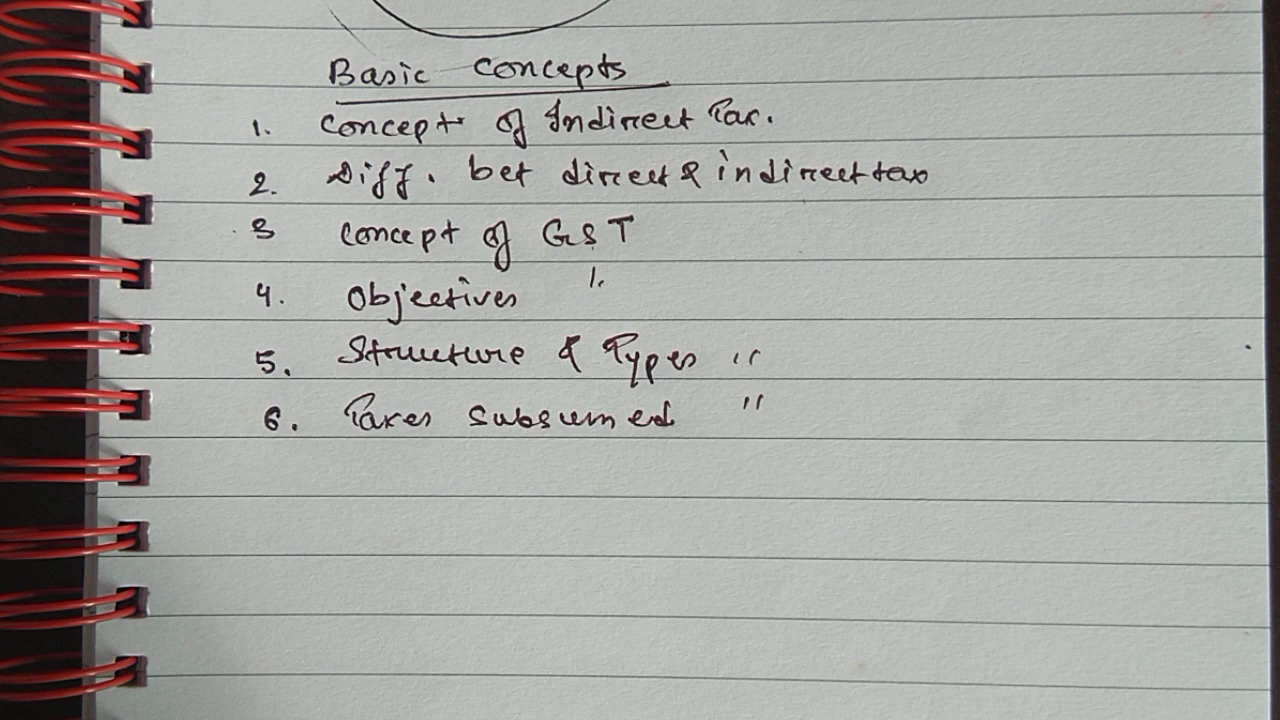 Basic Concepts
1. Concept of Indirect Tax.
2. Diff. bet direct & indirect tax
3 Concept of GST
4. Objectives "
5. Structure & Types "
6. Taxes subsumed "